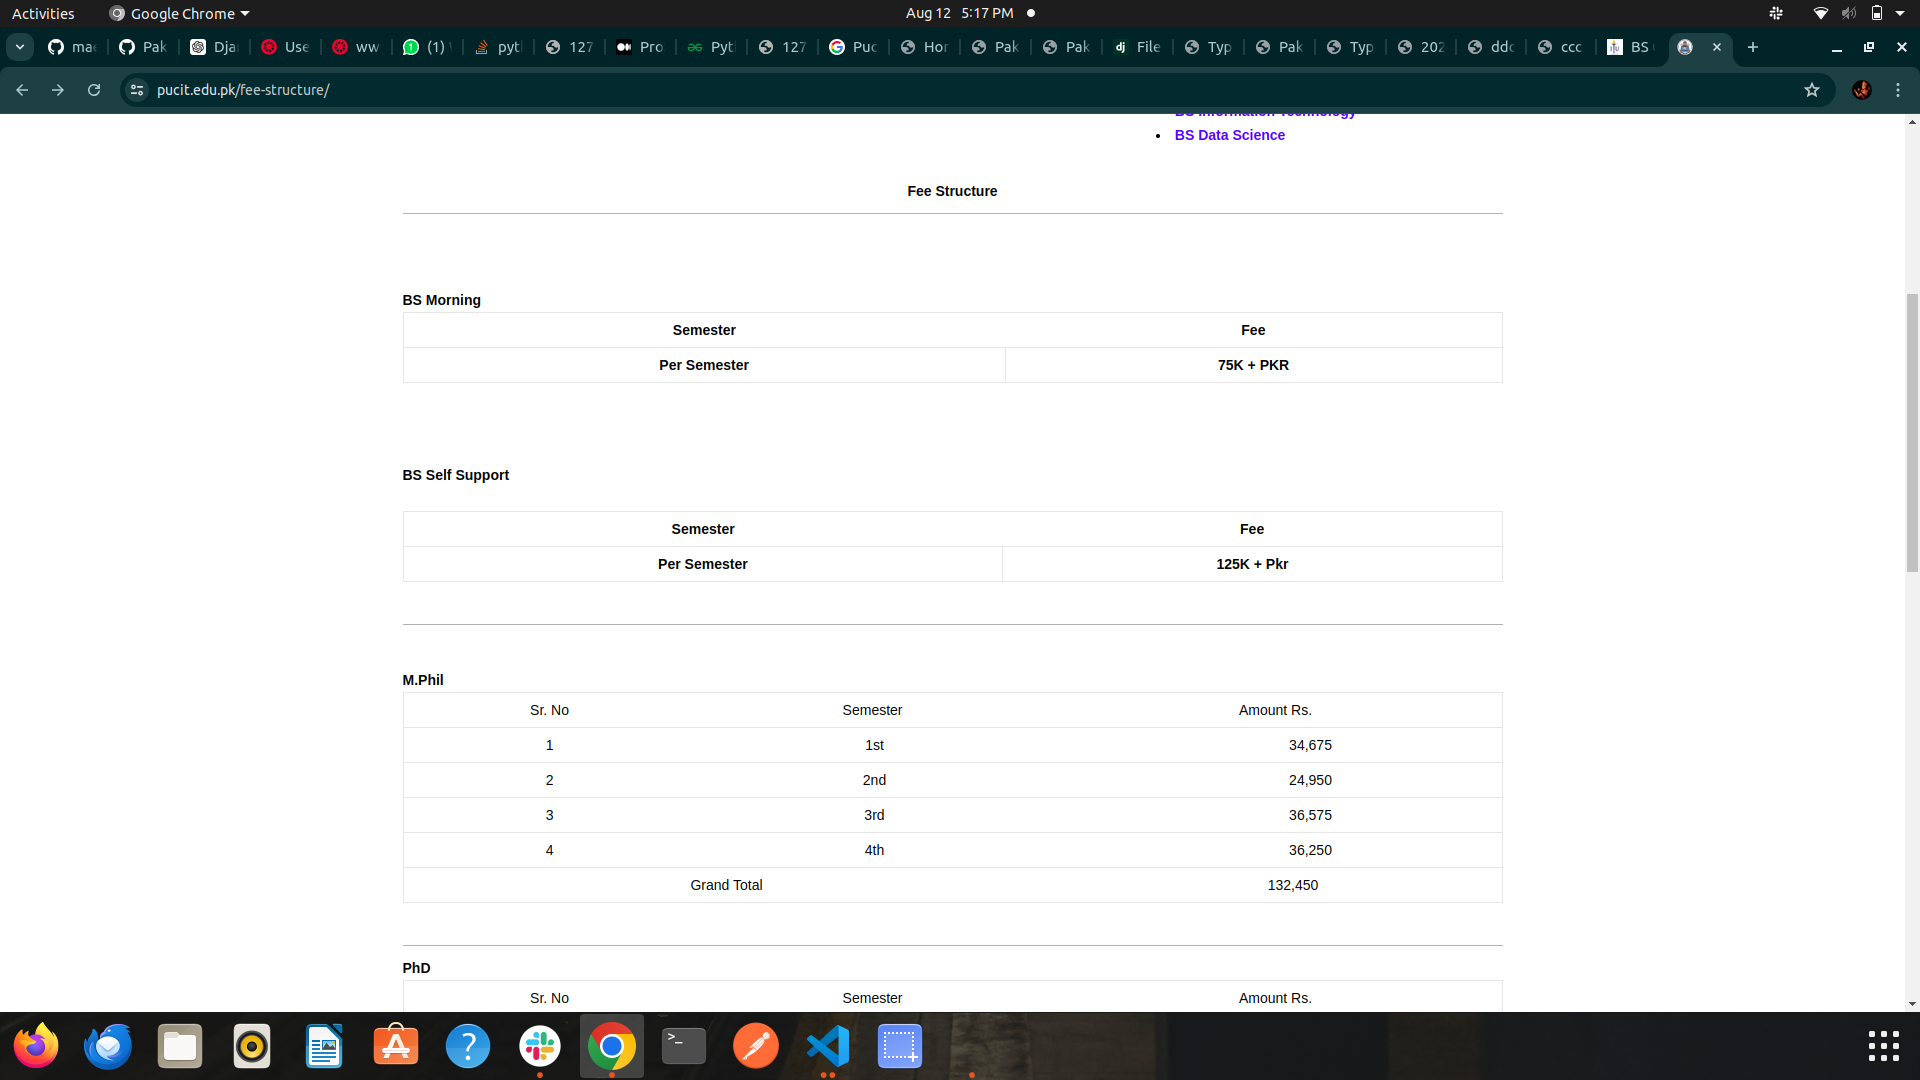 Activities
Google Chrome
Aug 12 5:17 PM
ma
Pak
Dja
Use
ww
(1)
pyt
127
Pro
Pyt
127
Puc
Hor
Pak
Pak
File
Typ
Pak
Typ
202
ddc
ccc
BS
pucit.edu.pk/fee-structure/
BS Information Technology
BS Data Science
Fee Structure
BS Morning
Semester Fee
Per Semester 75K + PKR
BS Self Support
Semester Fee
Per Semester 125K + Pkr
M.Phil
Sr. No Semester Amount Rs.
1 1st 34,675
2 2nd 24,950
3 3rd 36,575
4 4th 36,250
Grand Total 132,450
PhD
Sr. No Semester Amount Rs.